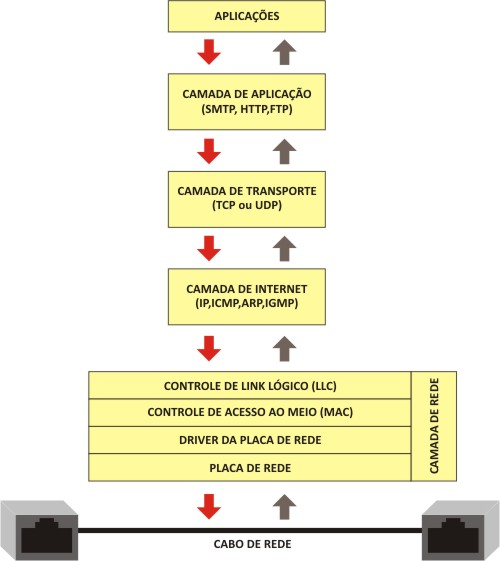 APLICAÇÕES
CAMADA DE APLICAÇÃO
(SMTP, HTTP,FTP)
CAMADA DE TRANSPORTE
(TCP ou UDP)
CAMADA DE INTERNET
(IP,ICMP,ARP,IGMP)
CONTROLE DE LINK LÓGICO (LLC)
CONTROLE DE ACESSO AO MEIO (MAC)
DRIVER DA PLACA DE REDE
PLACA DE REDE
CAMADA DE REDE
CABO DE REDE